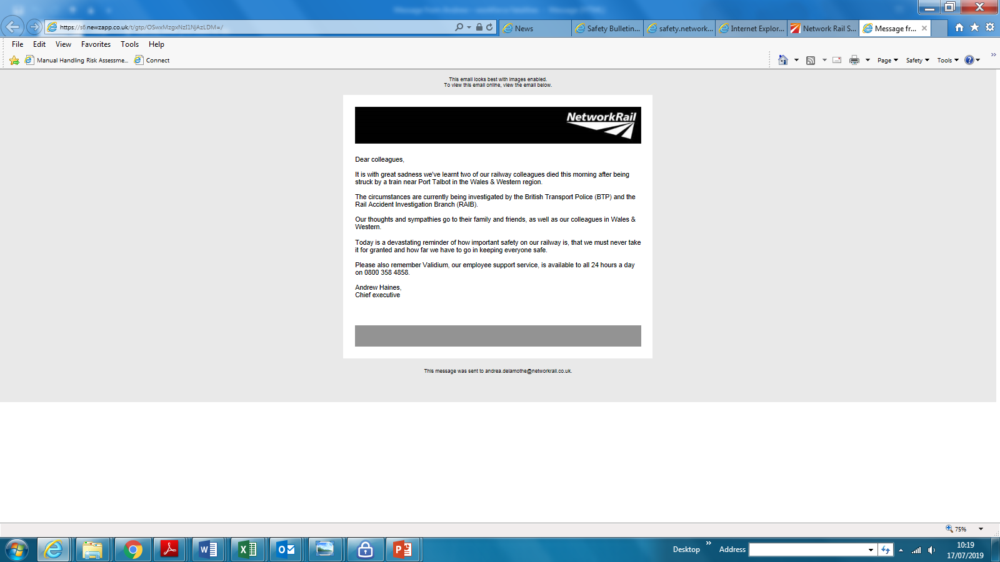 https://s6.newzapp.co.uk/t/gtp/OSwxMzgxNzI1NjAzLDM=/
News
Safety Bulletin...
safety.network...
Internet Explor...
Network Rail S...
Message fr...
File Edit View Favorites Tools Help
Manual Handling Risk Assessme... Connect
Page Safety Tools
This email looks best with images enabled.
To view this email online, view the email below.
NetworkRail
Dear colleagues,
It is with great sadness we've learnt two of our railway colleagues died this morning after being
struck by a train near Port Talbot in the Wales & Western region.
The circumstances are currently being investigated by the British Transport Police (BTP) and the
Rail Accident Investigation Branch (RAIB).
Our thoughts and sympathies go to their family and friends, as well as our colleagues in Wales &
Western.
Today is a devastating reminder of how important safety on our railway is, that we must never take
it for granted and how far we have to go in keeping everyone safe.
Please also remember Validium, our employee support service, is available to all 24 hours a day
on 0800 358 4858.
Andrew Haines,
Chief executive
This message was sent to andrea.delamothe@networkrail.co.uk.
75%
Desktop Address
10:19
17/07/2019